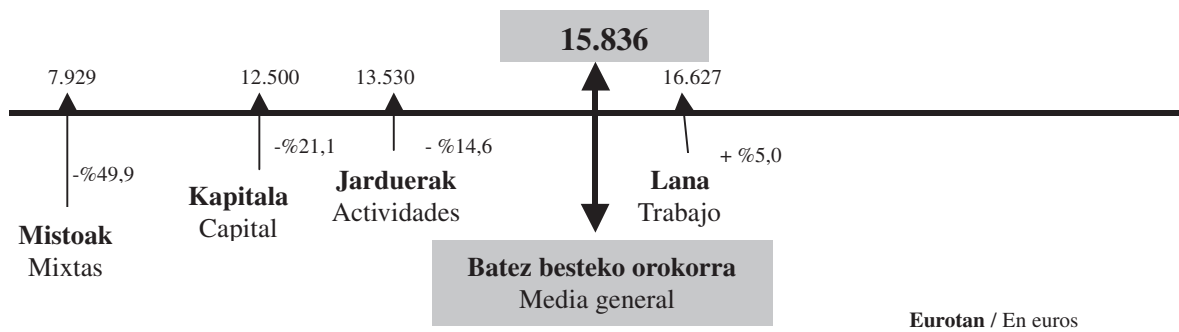 15.836
7.929
12.500
13.530
16.627
-%49,9
-%21,1
- %14,6
+ %5,0
Mistoak
Mixtas
Kapitala
Capital
Jarduerak
Actividades
Lana
Trabajo
Batez besteko orokorra
Media general
Eurotan / En euros